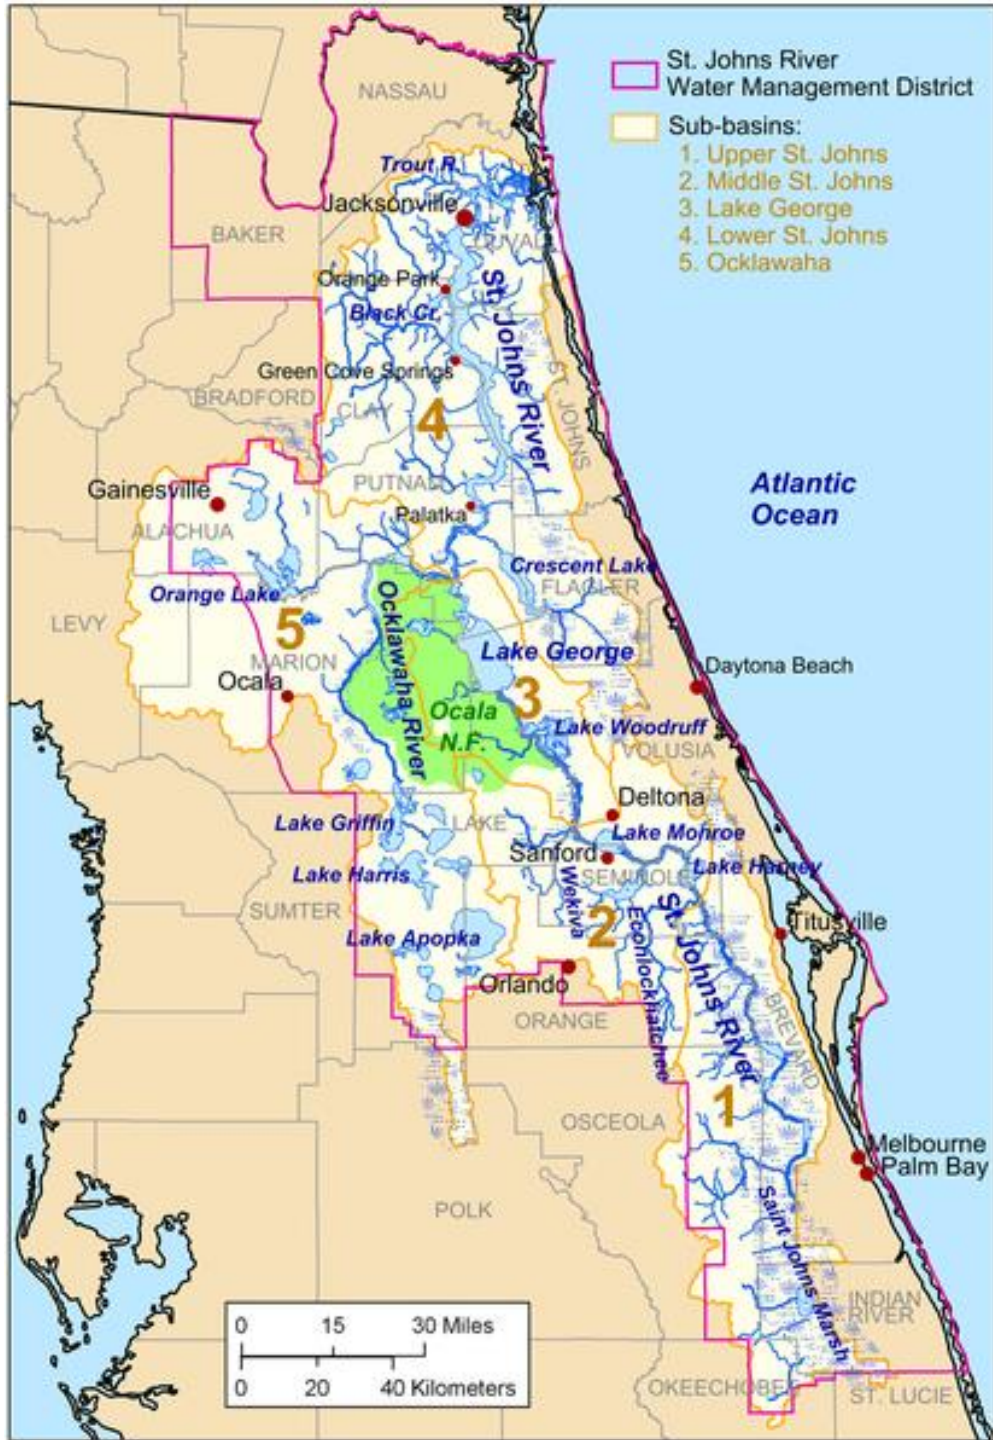 St. Johns River
Water Management District
Sub-basins:
1. Upper St. Johns
2. Middle St. Johns
3. Lake George
4. Lower St. Johns
5. Ocklawaha
NASSAU
Trout R.
Jacksonville
DUVAL
BAKER
Orange Park
Black Cr.
St. Johns River
Green Cove Springs
BRADFORD
CLAY
4
ST. JOHNS
PUTNAM
Gainesville
Palatka
ALACHUA
Atlantic
Ocean
Crescent Lake
FLAGLER
Orange Lake
LEVY
5
Ocklawaha River
MARION
Lake George
Daytona Beach
Ocala
3
Ocala
N.F.
Lake Woodruff
VOLUSIA
Deltona
Lake Griffin
LAKE
Lake Monroe
Sanford
Lake Harney
Lake Harris
SEMINOLE
Wekiva
SUMTER
2
Econlockhatchee
St. Johns River
Titusville
Lake Apopka
Orlando
ORANGE
BREVARD
1
OSCEOLA
Melbourne
Palm Bay
POLK
Saint Johns Marsh
INDIAN
RIVER
0 15 30 Miles
0 20 40 Kilometers
OKEECHOBEE
ST. LUCIE